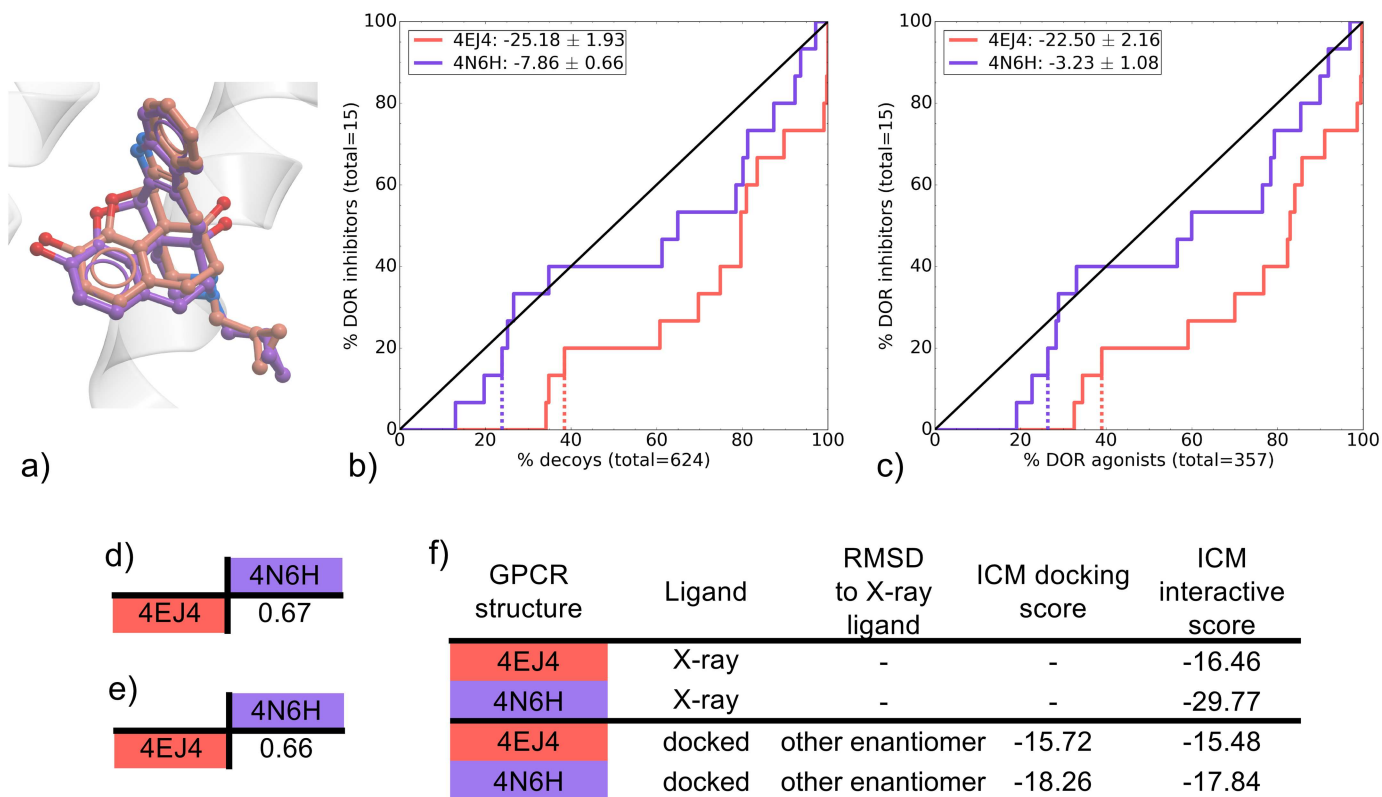 a)
b)
4EJ4: -25.18 ± 1.93
4N6H: -7.86 ± 0.66
% DOR inhibitors (total=15)
100
80
60
40
20
0
0 20 40 60 80 100
% decoys (total=624)
c)
4EJ4: -22.50 ± 2.16
4N6H: -3.23 ± 1.08
% DOR inhibitors (total=15)
100
80
60
40
20
0
0 20 40 60 80 100
% DOR agonists (total=357)
d)
4N6H
4EJ4 0.67
e)
4N6H
4EJ4 0.66
f)
GPCR
structure
Ligand
RMSD
to X-ray
ligand
ICM docking
score
ICM
interactive
score
4EJ4 X-ray - - -16.46
4N6H X-ray - - -29.77
4EJ4 docked other enantiomer -15.72 -15.48
4N6H docked other enantiomer -18.26 -17.84